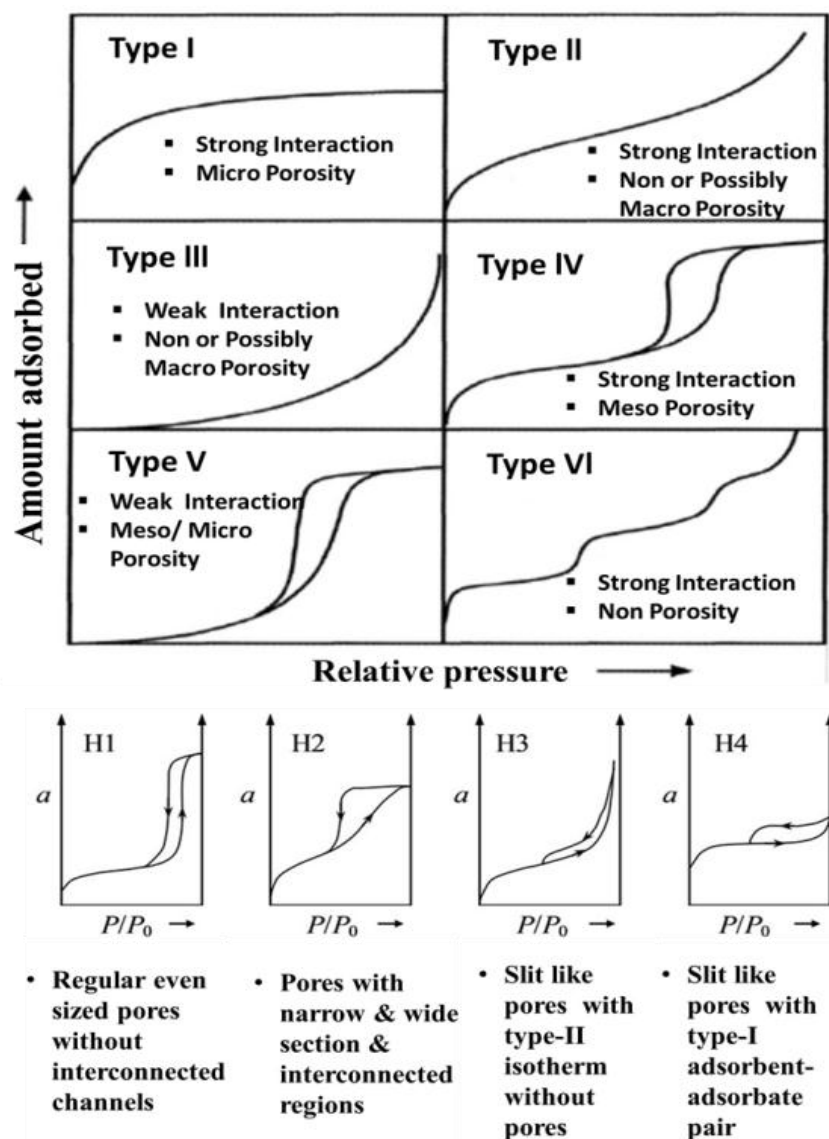 Type I
▪ Strong Interaction
▪ Micro Porosity
Type II
▪ Strong Interaction
▪ Non or Possibly
Macro Porosity
Type III
▪ Weak Interaction
▪ Non or Possibly
Macro Porosity
Type IV
▪ Strong Interaction
▪ Meso Porosity
Type V
▪ Weak Interaction
▪ Meso/ Micro
Porosity
Type VI
▪ Strong Interaction
▪ Non Porosity
Amount adsorbed →
Relative pressure →
H1
a
P/P₀ →
H2
a
P/P₀ →
H3
a
P/P₀ →
H4
a
P/P₀ →
• Regular even
sized pores
without
interconnected
channels
• Pores with
narrow & wide
section &
interconnected
regions
• Slit like
pores with
type-II
isotherm
without
pores
• Slit like
pores with
type-I
adsorbent-
adsorbate
pair